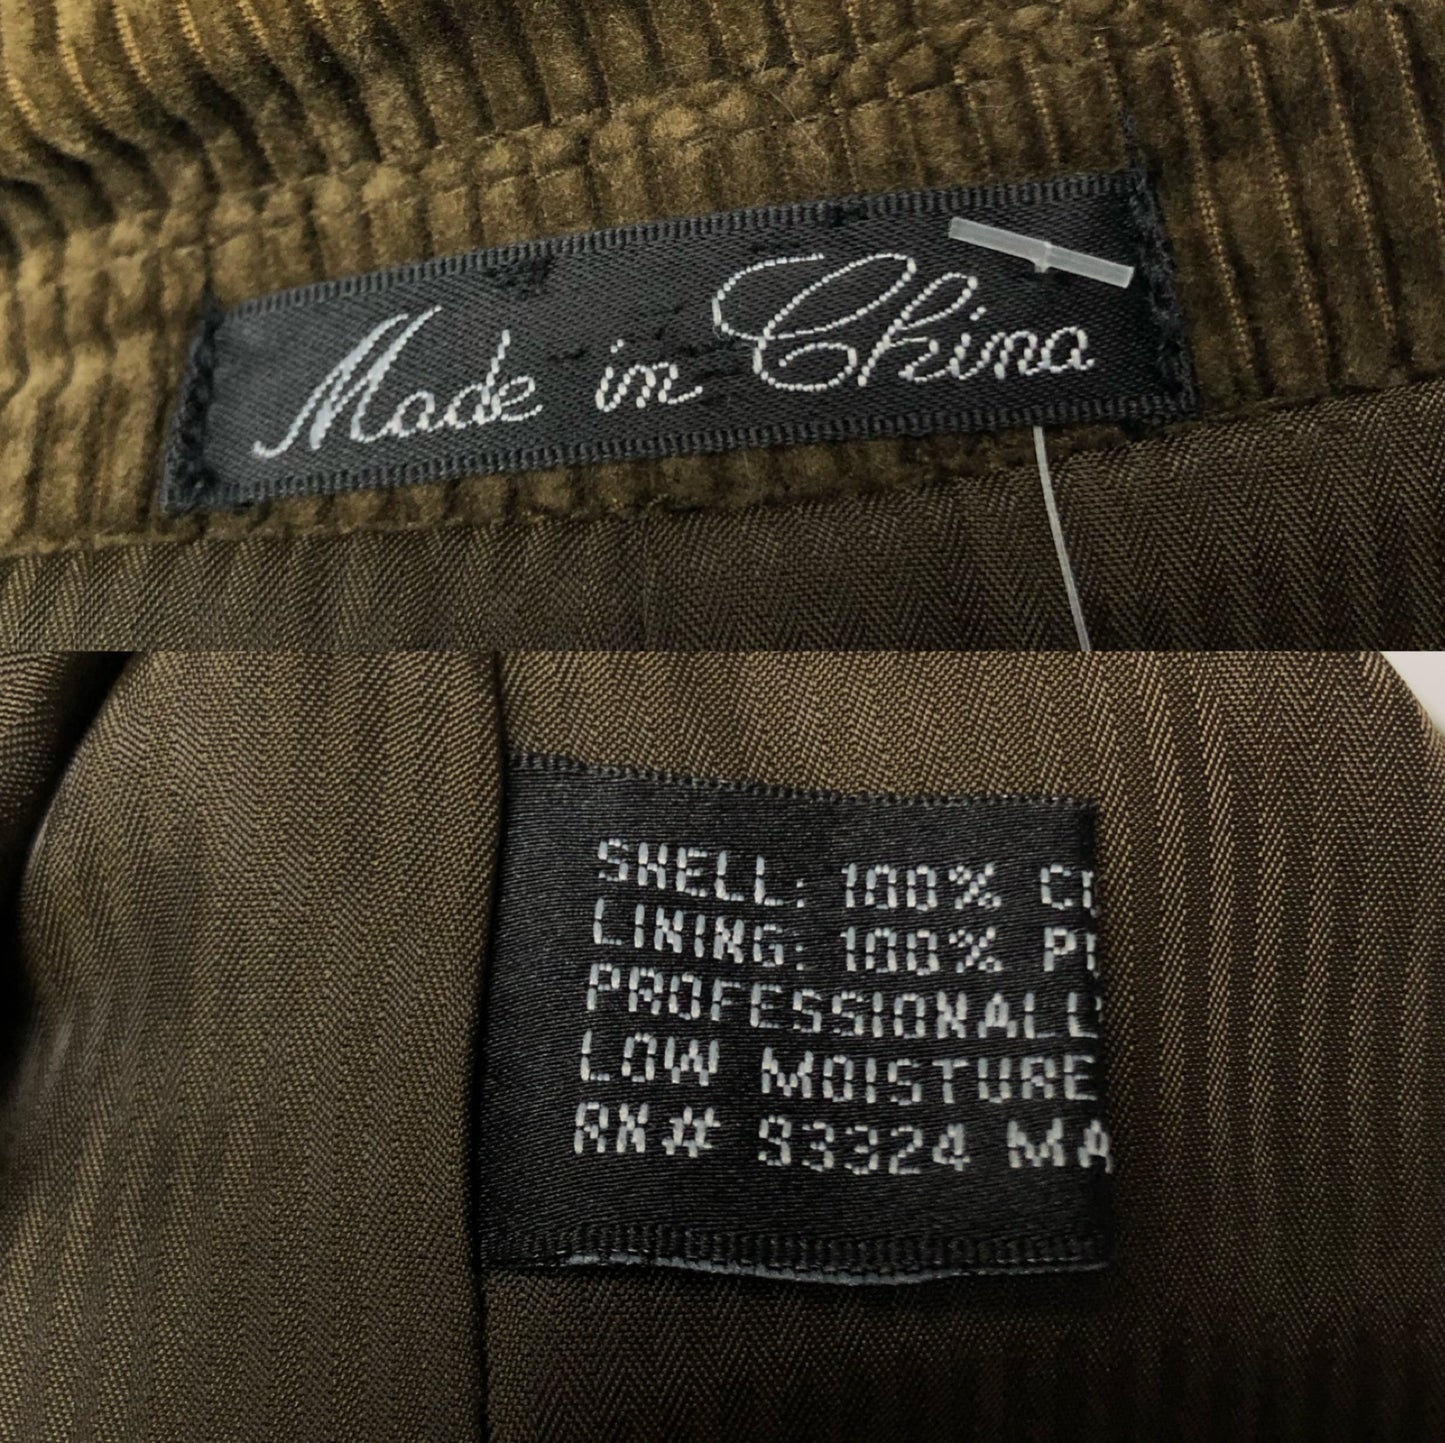 Made in China
SHELL: 100%
LINING: 100%
PROFESSIONALL
LOW MOISTURE
RN# 93324 MA